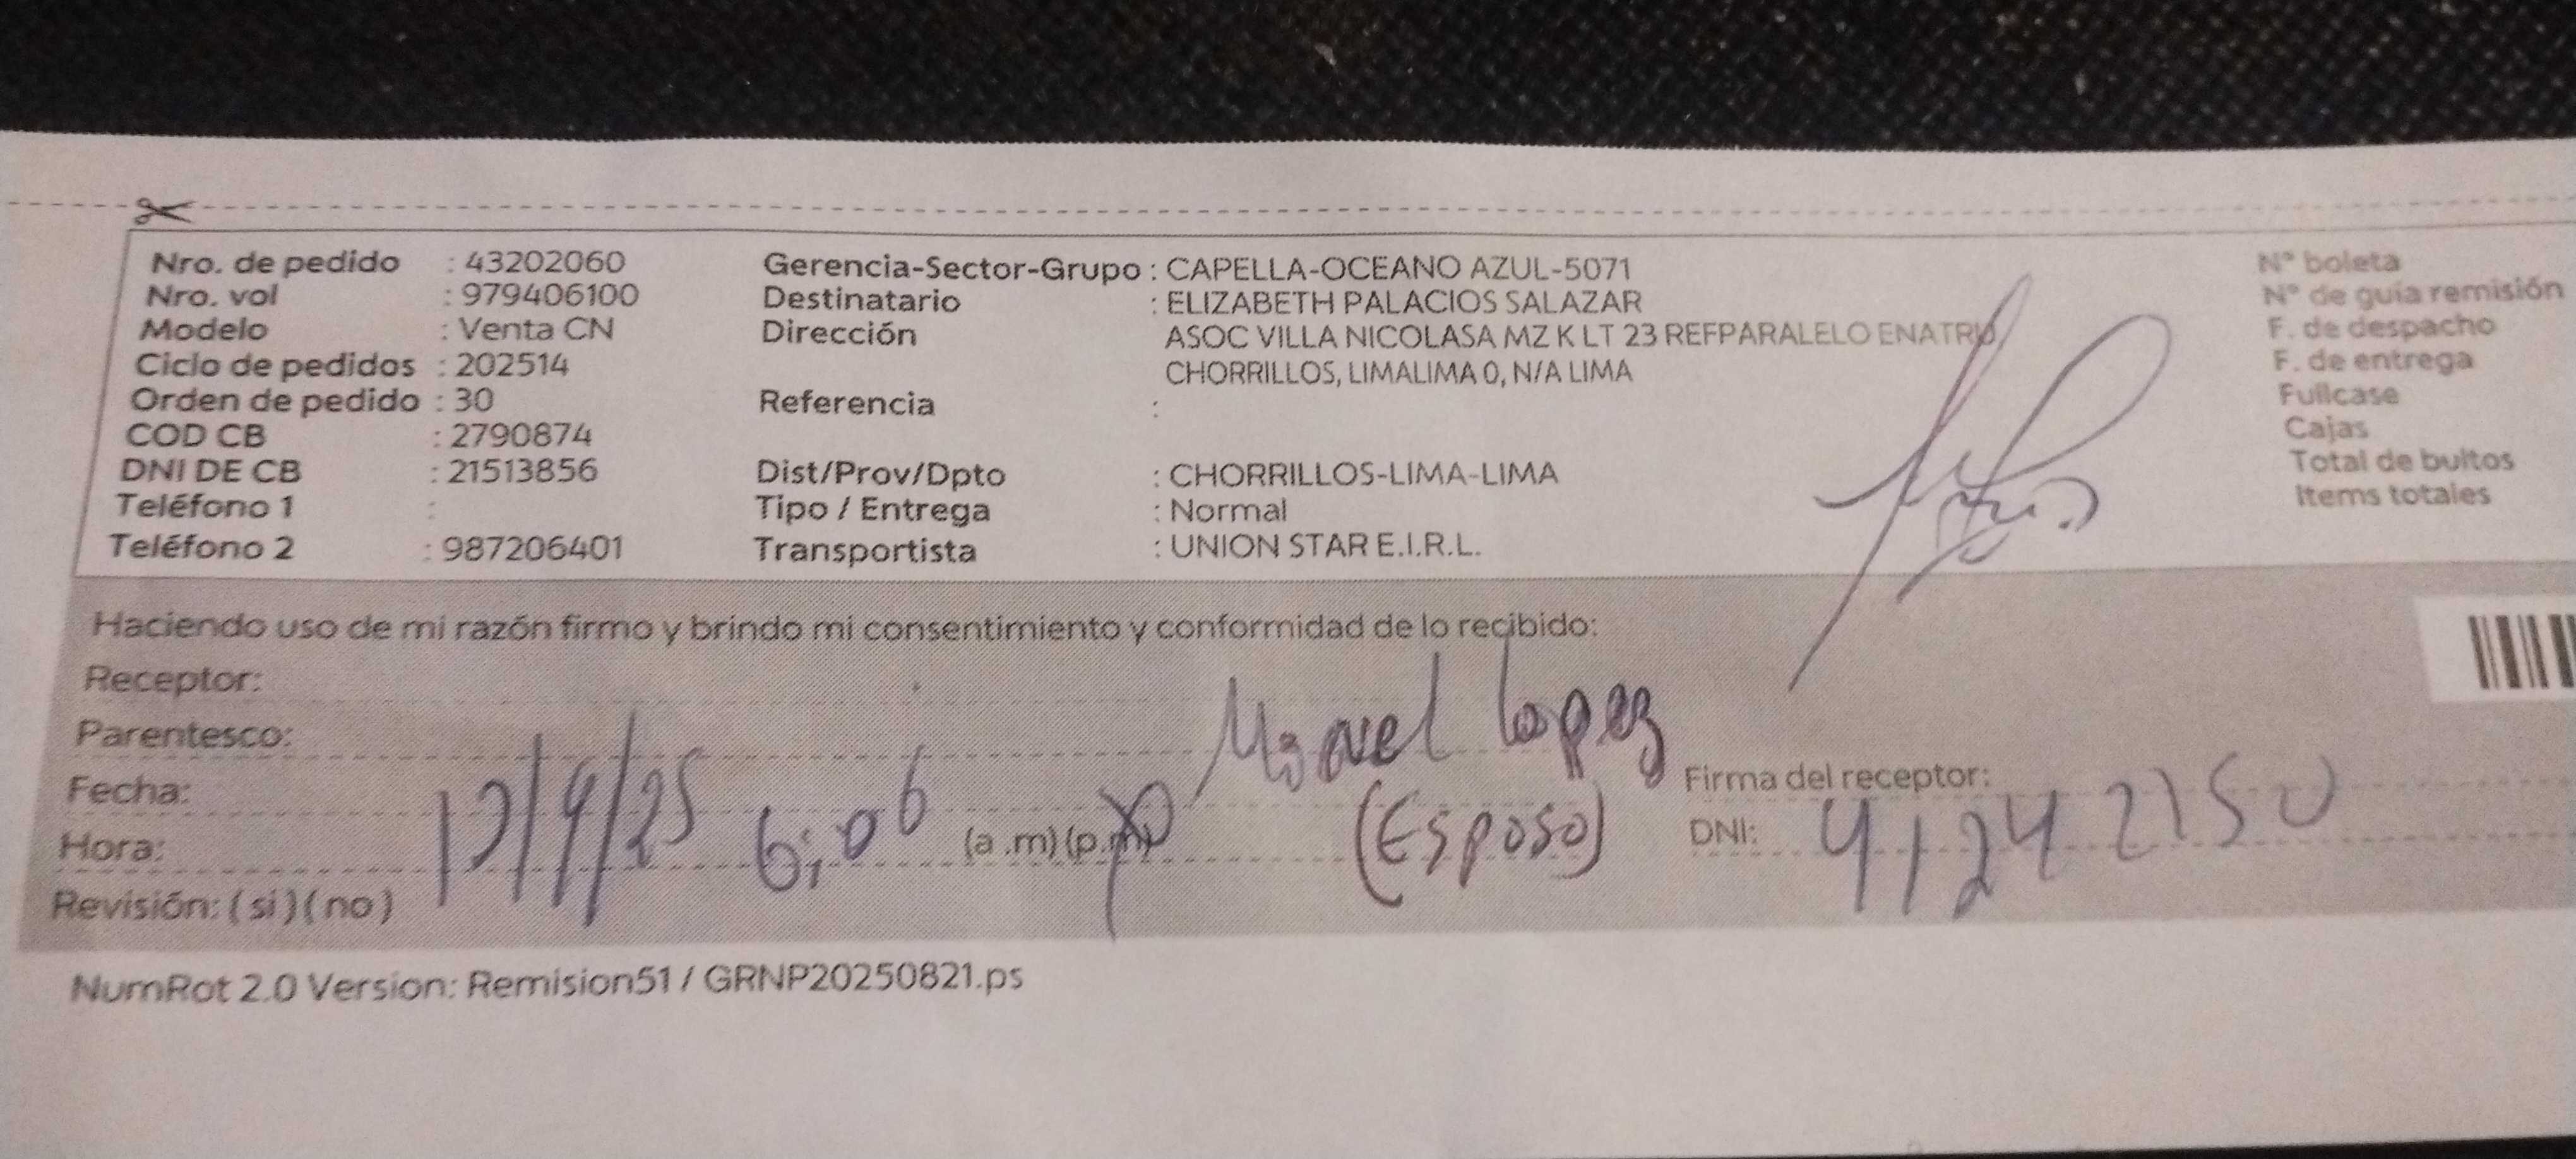 Nro. de pedido : 43202060 Gerencia-Sector-Grupo : CAPELLA-OCEANO AZUL-5071 N° boleta
Nro. vol : 979406100 Destinatario : ELIZABETH PALACIOS SALAZAR N° de guía remisión
Modelo : Venta CN Dirección ASOC VILLA NICOLASA MZ K LT 23 REFPARALELO ENATRU F. de despacho
Ciclo de pedidos : 202514 CHORRILLOS, LIMALIMA 0, N/A LIMA F. de entrega
Orden de pedido : 30 Referencia : Fullcase
COD CB : 2790874 Cajas
DNI DE CB : 21513856 Dist/Prov/Dpto : CHORRILLOS-LIMA-LIMA Total de bultos
Teléfono 1 : Tipo / Entrega : Normal Items totales
Teléfono 2 : 987206401 Transportista : UNION STAR E.I.R.L.
Haciendo uso de mi razón firmo y brindo mi consentimiento y conformidad de lo recibido:
Receptor: Miguel Lopez
Parentesco: (Esposo)
Fecha: Firma del receptor:
Hora: 6:06 (a .m) (p.m) DNI: 41242150
Revisión: ( si ) ( no )
NumRot 2.0 Version: Remision51 / GRNP20250821.ps